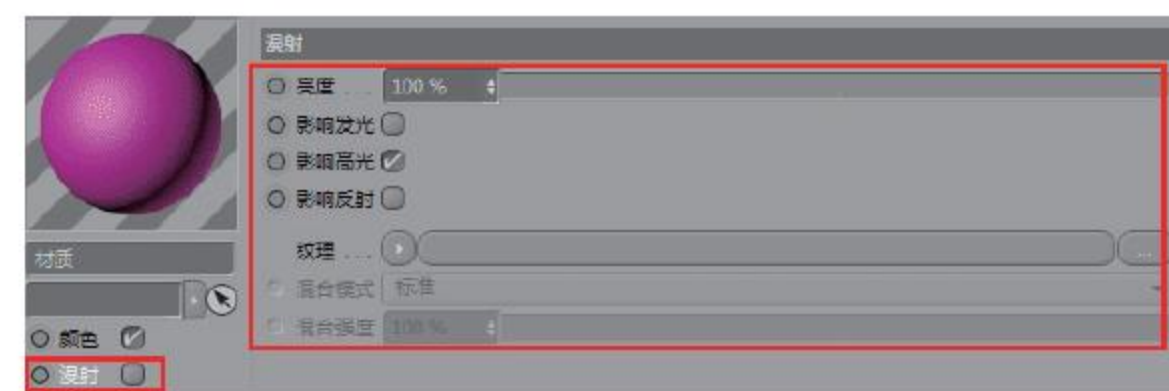 漫射
亮度 . . . 100 %
影响发光
影响高光
影响反射
纹理 . . . ...
混合模式 标准
混合强度 100 %
材质
颜色
漫射